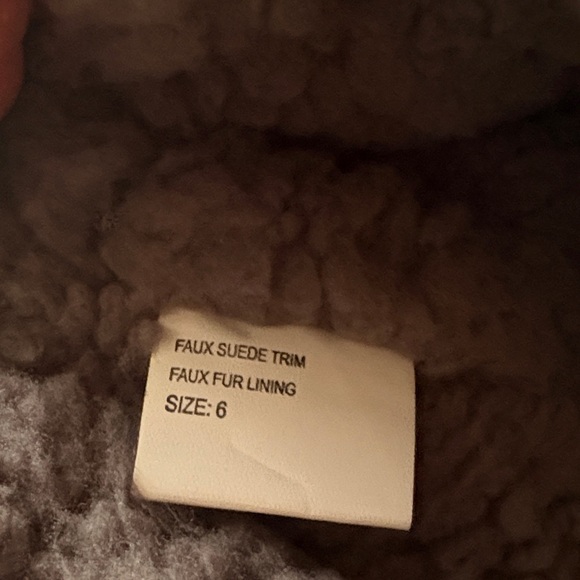 FAUX SUEDE TRIM
FAUX FUR LINING
SIZE: 6